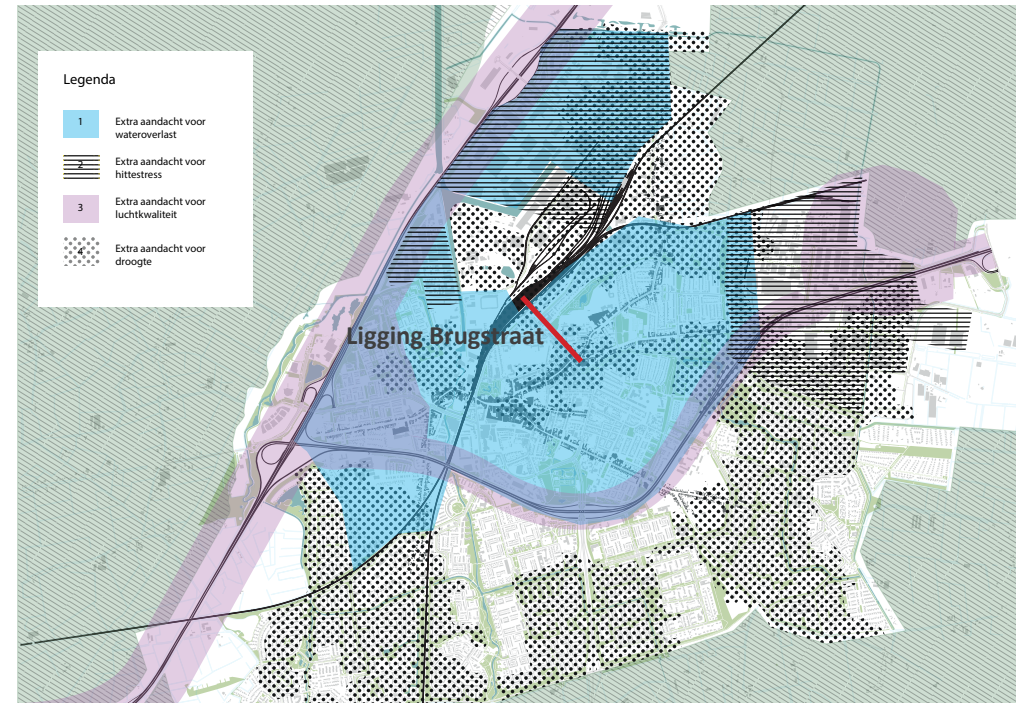 Legenda
1
Extra aandacht voor
wateroverlast
2
Extra aandacht voor
hittestress
3
Extra aandacht voor
luchtkwaliteit
4
Extra aandacht voor
droogte
Ligging Brugstraat